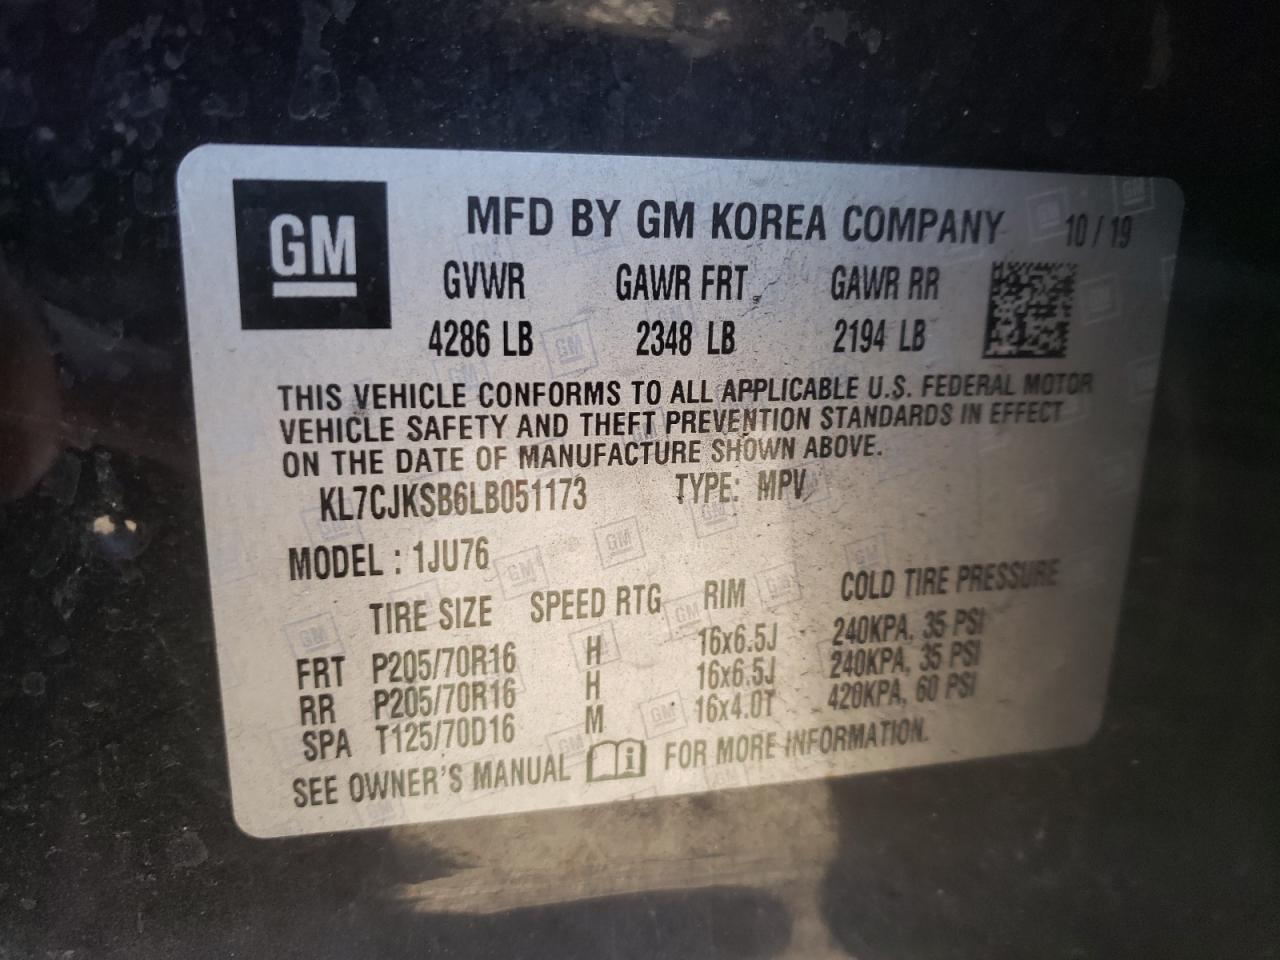 GM
MFD BY GM KOREA COMPANY 10 / 19
GVWR GAWR FRT GAWR RR
4286 LB 2348 LB 2194 LB
THIS VEHICLE CONFORMS TO ALL APPLICABLE U.S. FEDERAL MOTOR
VEHICLE SAFETY AND THEFT PREVENTION STANDARDS IN EFFECT
ON THE DATE OF MANUFACTURE SHOWN ABOVE.
KL7CJKSB6LB051173 TYPE: MPV
MODEL : 1JU76
TIRE SIZE SPEED RTG RIM COLD TIRE PRESSURE
FRT P205/70R16 H 16x6.5J 240KPA, 35 PSI
RR P205/70R16 H 16x6.5J 240KPA, 35 PSI
SPA T125/70D16 M 16x4.0T 420KPA, 60 PSI
SEE OWNER'S MANUAL FOR MORE INFORMATION.